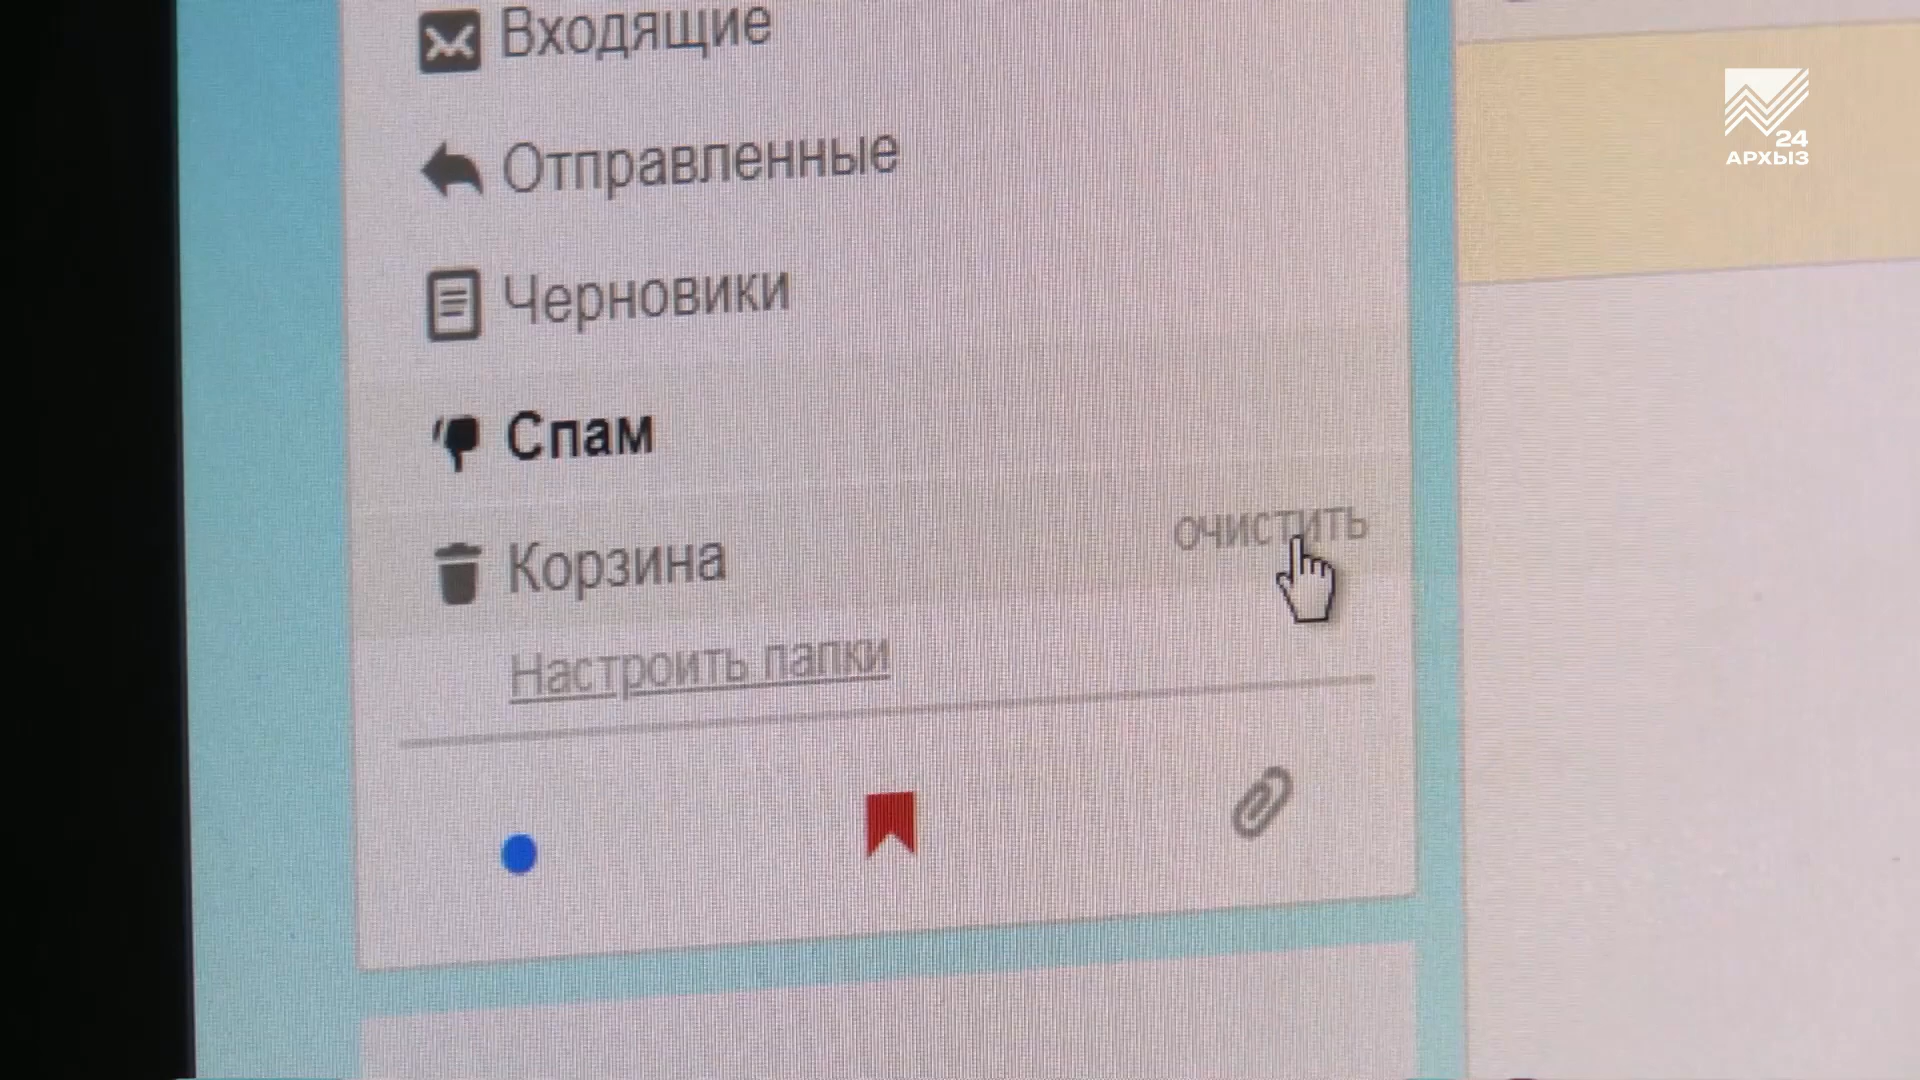 Входящие
24
АРХЫЗ
Отправленные
Черновики
Спам
очистить
Корзина
Настроить папки